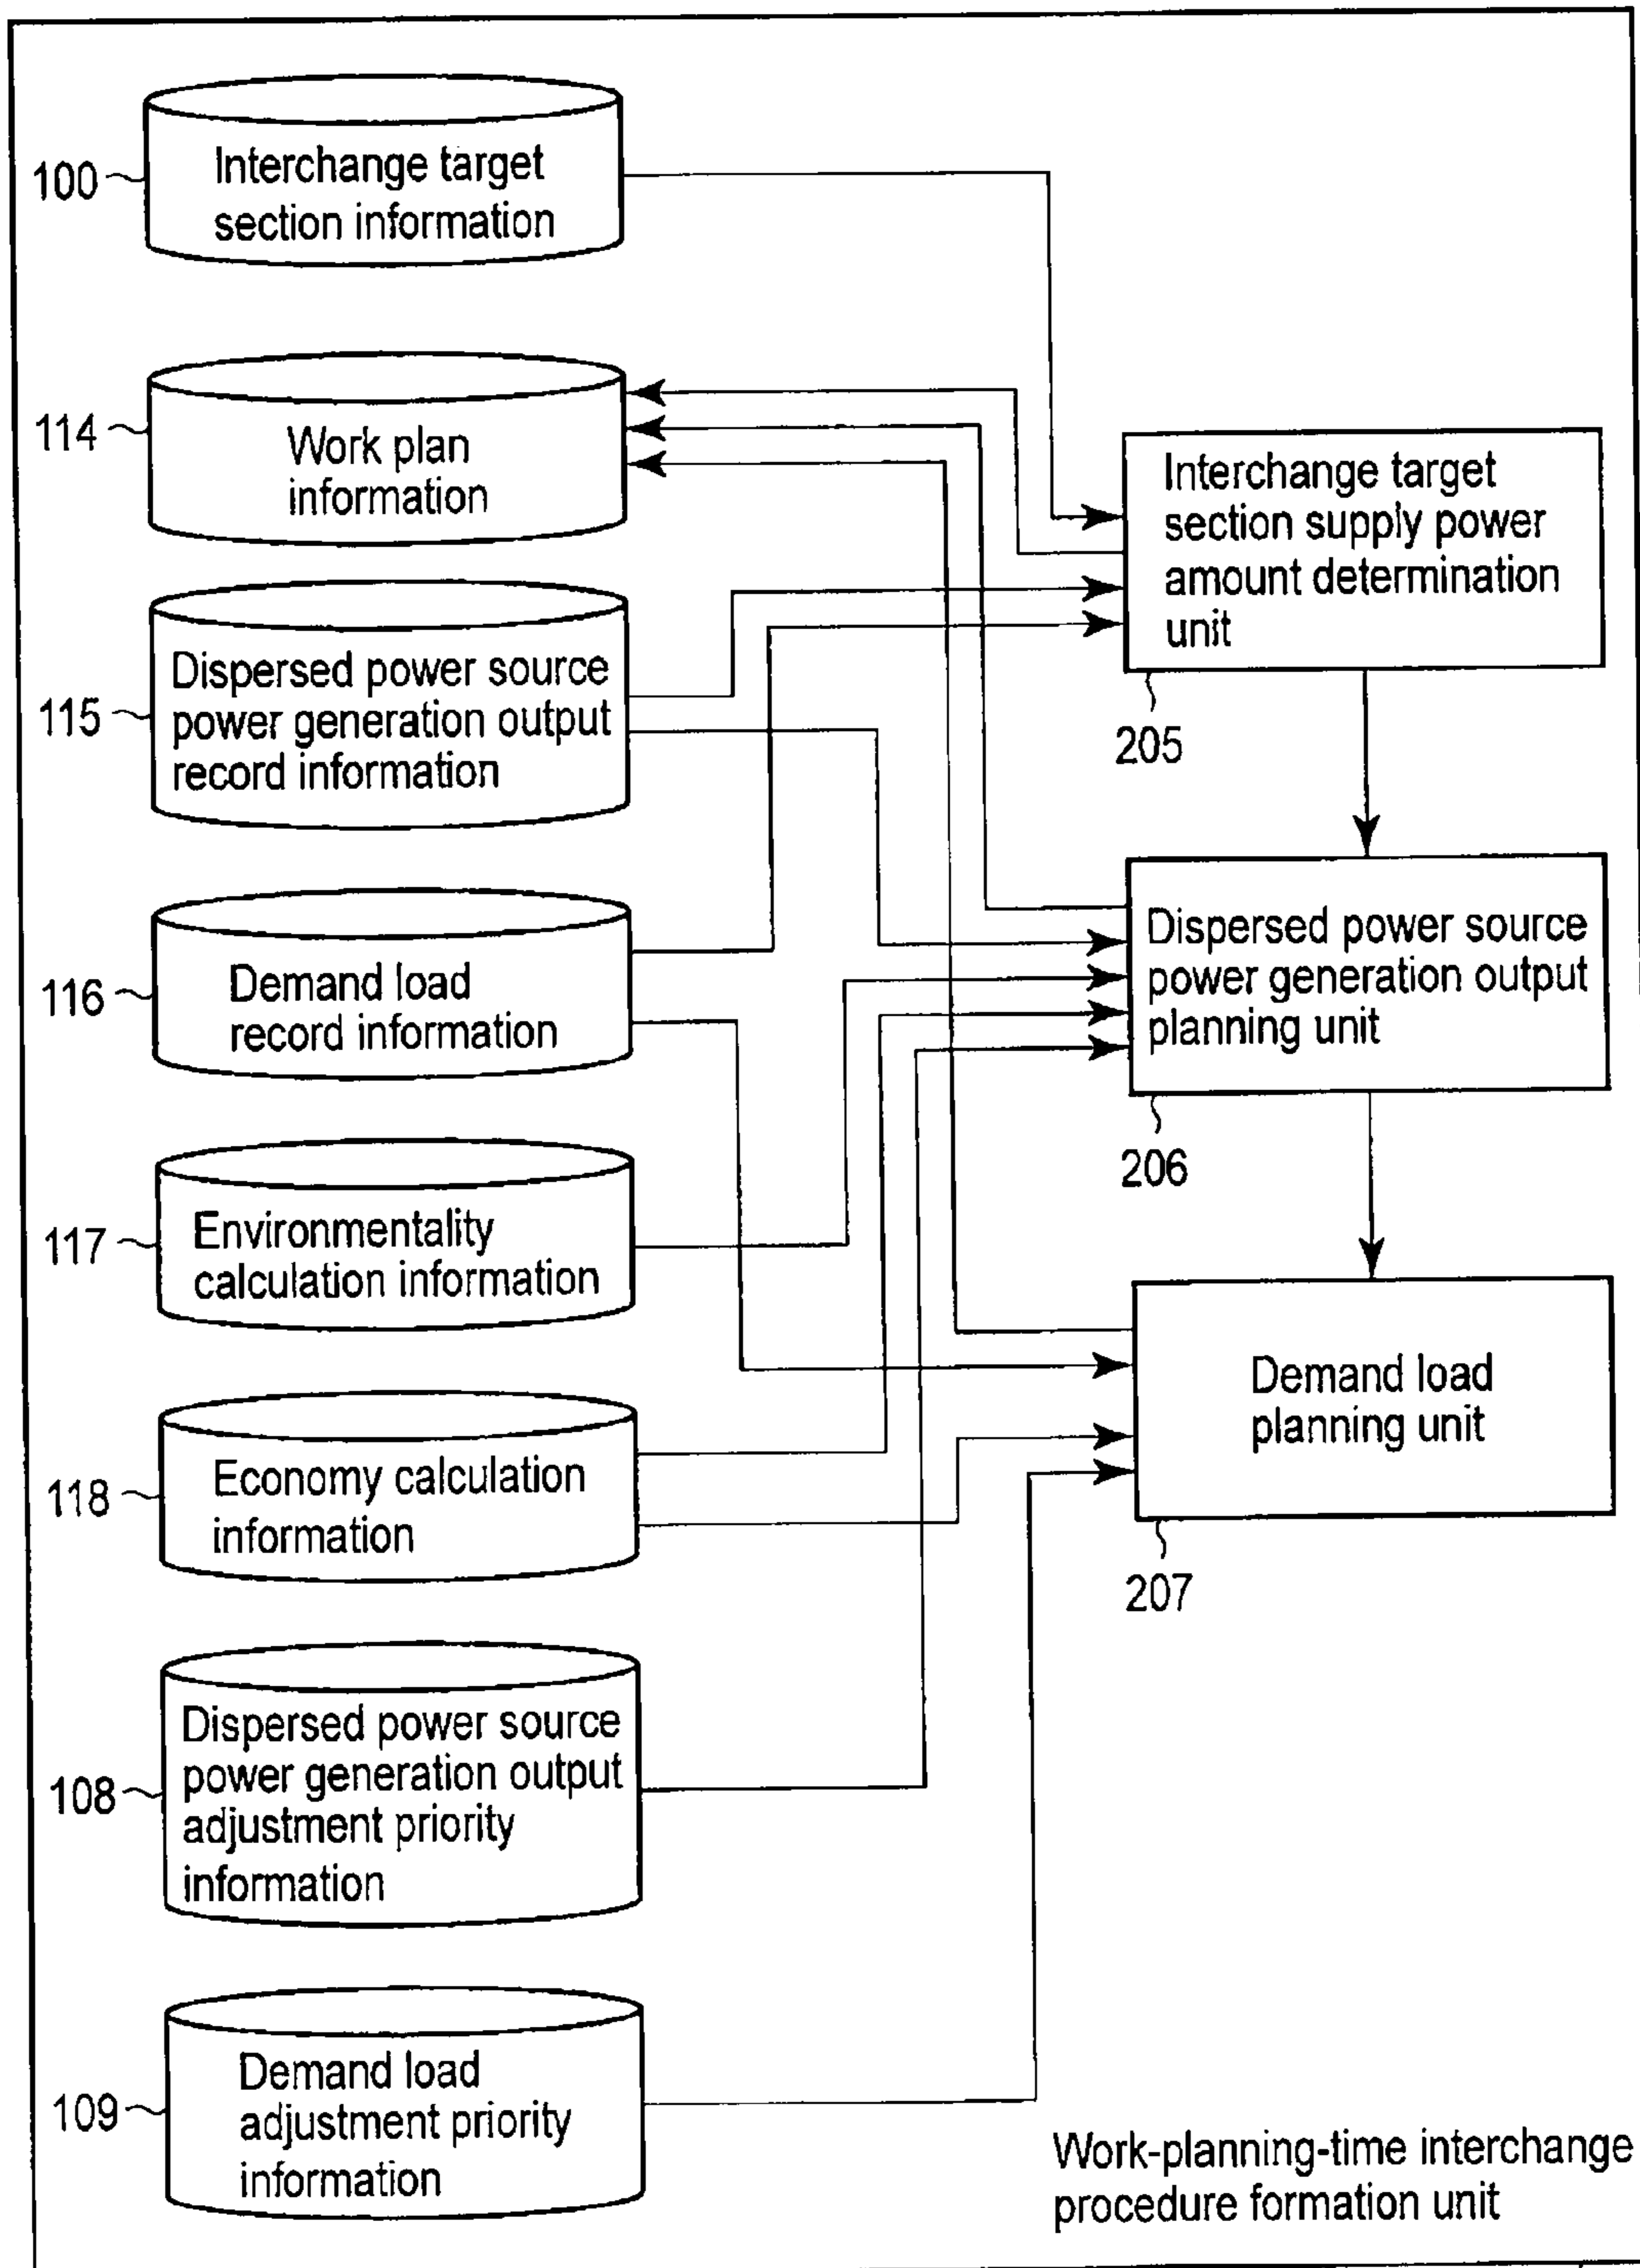 100
Interchange target
section information
114
Work plan
information
115
Dispersed power source
power generation output
record information
116
Demand load
record information
117
Environmentality
calculation information
118
Economy calculation
information
108
Dispersed power source
power generation output
adjustment priority
information
109
Demand load
adjustment priority
information
Interchange target
section supply power
amount determination
unit
205
Dispersed power source
power generation output
planning unit
206
Demand load
planning unit
207
Work-planning-time interchange
procedure formation unit